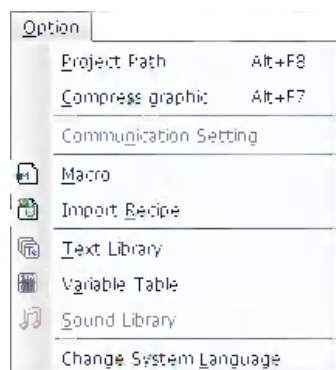 Option
Project Path Alt+F8
Compress graphic Alt+F7
Communication Setting
Macro
Import Recipe
Text Library
Variable Table
Sound Library
Change System Language